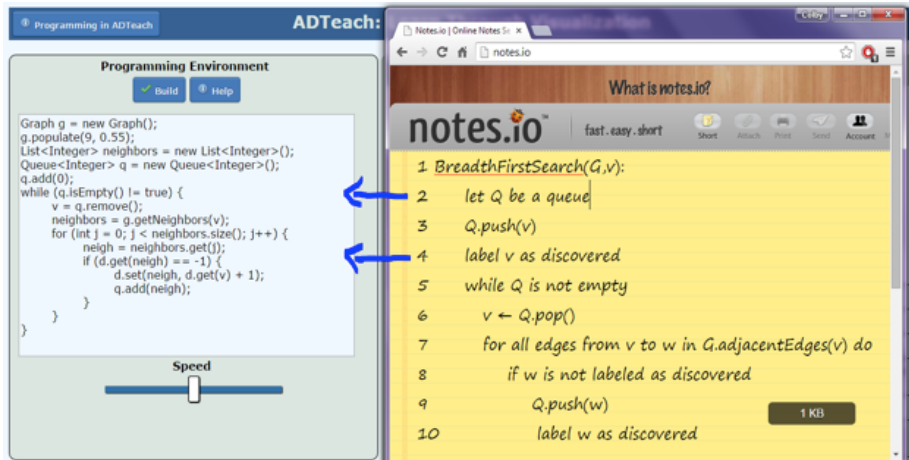 Programming in ADTeach
ADTeach:
Programming Environment
Build
Help
Graph g = new Graph();
g.populate(9, 0.55);
List<Integer> neighbors = new List<Integer>();
Queue<Integer> q = new Queue<Integer>();
q.add(0);
while (q.isEmpty() != true) {
v = q.remove();
neighbors = g.getNeighbors(v);
for (int j = 0; j < neighbors.size(); j++) {
neigh = neighbors.get(j);
if (d.get(neigh) == -1) {
d.set(neigh, d.get(v) + 1);
q.add(neigh);
}
}
}
Speed
Colby
Notes.io | Online Notes
notes.io
What is notes.io?
notes.io
fast.easy.short
Short
Attach
Print
Send
Account
1 BreadthFirstSearch(G,v):
2 let Q be a queue
3 Q.push(v)
4 label v as discovered
5 while Q is not empty
6 v ← Q.pop()
7 for all edges from v to w in G.adjacentEdges(v) do
8 if w is not labeled as discovered
9 Q.push(w)
10 label w as discovered
1 KB